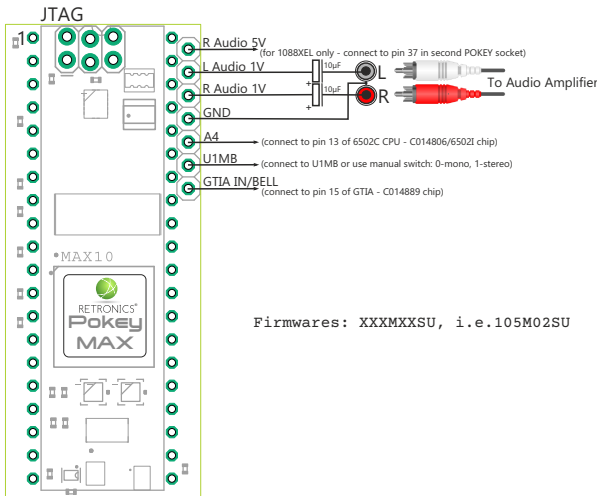 JTAG
1
R Audio 5V
(for 1088XEL only - connect to pin 37 in second POKEY socket)
L Audio 1V
10µF
L
+
To Audio Amplifier
R Audio 1V
10µF
R
+
GND
A4
(connect to pin 13 of 6502C CPU - C014806/6502I chip)
U1MB
(connect to U1MB or use manual switch: 0-mono, 1-stereo)
GTIA IN/BELL
(connect to pin 15 of GTIA - C014889 chip)
MAX10
RETRONICS
Pokey
MAX
Firmwares: XXXMXXSU, i.e.105M02SU